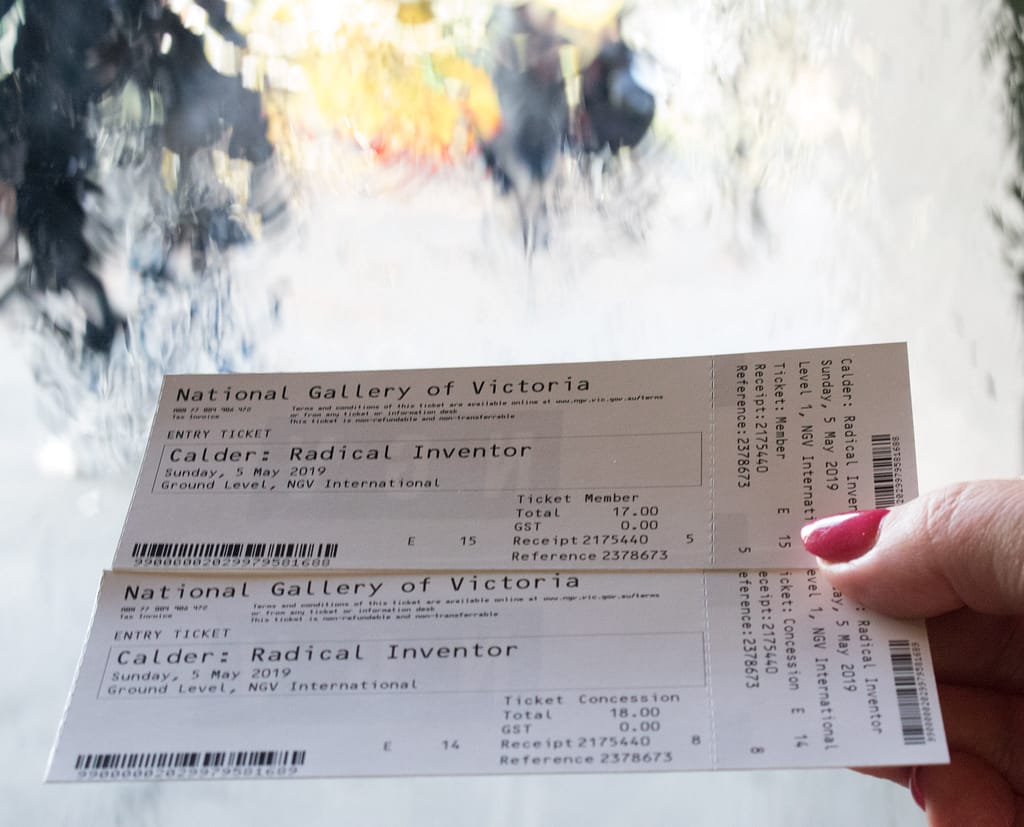 National Gallery of Victoria
Tax Invoice
Terms and conditions of this ticket are available online at www.ngv.vic.gov.au/terms
or from any ticket or information desk
This ticket is non-refundable and non-transferrable
ENTRY TICKET
Calder: Radical Inventor
Sunday, 5 May 2019
Ground Level, NGV International
Ticket Member
Total 17.00
GST 0.00
E 15 Receipt 2175440 5
Reference 2378673
99000002029979581688
Calder: Radical Inven
Sunday, 5 May 2019
Level 1, NGV Internati
Ticket: Member E 15
Receipt: 2175440
Reference: 2378673 5
National Gallery of Victoria
Tax Invoice
Terms and conditions of this ticket are available online at www.ngv.vic.gov.au/terms
or from any ticket or information desk
This ticket is non-refundable and non-transferrable
ENTRY TICKET
Calder: Radical Inventor
Sunday, 5 May 2019
Ground Level, NGV International
Ticket Concession
Total 18.00
GST 0.00
E 14 Receipt 2175440 8
Reference 2378673
99000002029979581689
: Radical Inventor
ay, 5 May 2019
evel 1, NGV International
icket: Concession E 14
eceipt: 2175440
eference: 2378673 8